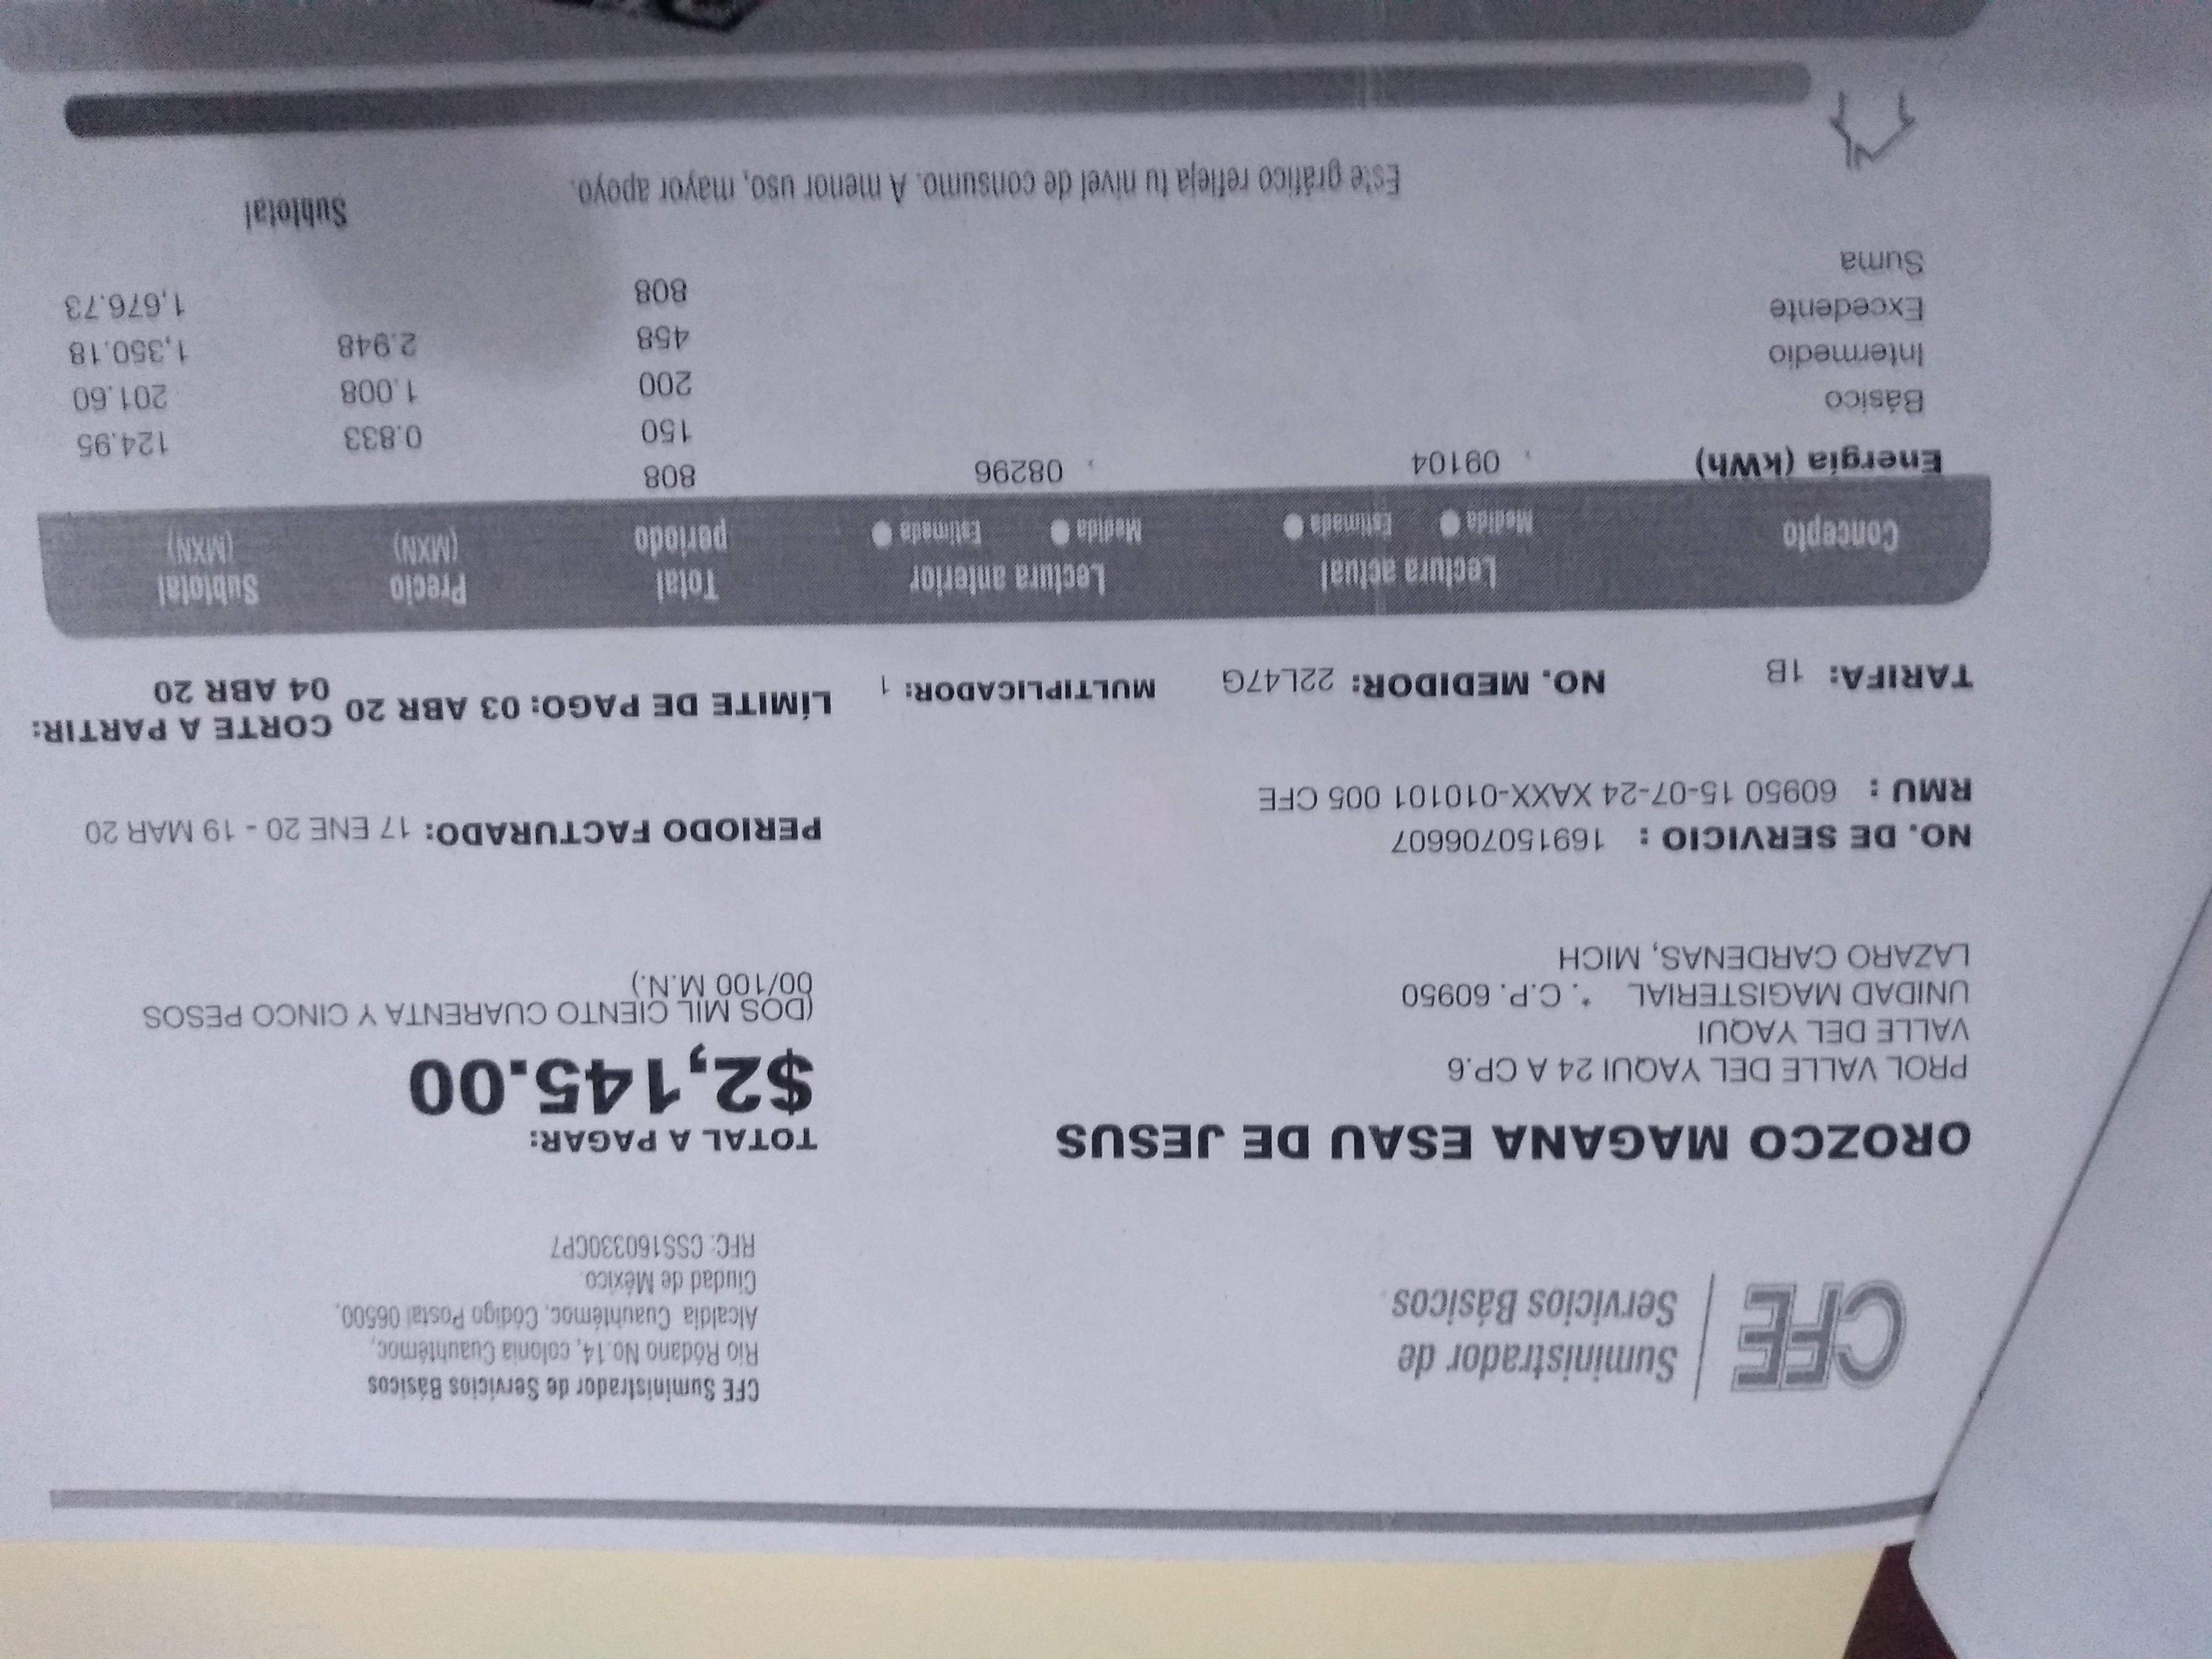 CFE
Suministrador de
Servicios Básicos
CFE Suministrador de Servicios Básicos
Río Ródano No.14, colonia Cuauhtémoc,
Alcaldía Cuauhtémoc, Código Postal 06500,
Ciudad de México.
RFC: CSS160330CP7
OROZCO MAGANA ESAU DE JESUS
PROL VALLE DEL YAQUI 24 A CP.6
VALLE DEL YAQUI
UNIDAD MAGISTERIAL *. C.P. 60950
LAZARO CARDENAS, MICH
TOTAL A PAGAR:
$2,145.00
(DOS MIL CIENTO CUARENTA Y CINCO PESOS
00/100 M.N.)
NO. DE SERVICIO : 169150706607
RMU : 60950 15-07-24 XAXX-010101 005 CFE
PERIODO FACTURADO: 17 ENE 20 - 19 MAR 20
TARIFA: 1B NO. MEDIDOR: 22L47G MULTIPLICADOR: 1 LÍMITE DE PAGO: 03 ABR 20
CORTE A PARTIR:
04 ABR 20
Concepto
Lectura actual
Medida Estimada
Lectura anterior
Medida Estimada
Total
periodo
Precio
(MXN)
Subtotal
(MXN)
Energía (kWh) 09104 08296 808
Básico 150 0.833 124.95
Intermedio 200 1.008 201.60
Excedente 458 2.948 1,350.18
Suma 808 1,676.73
Subtotal
Este gráfico refleja tu nivel de consumo. A menor uso, mayor apoyo.